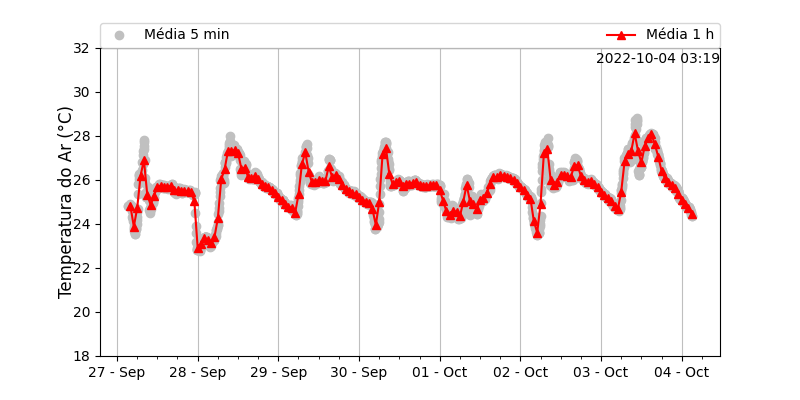 Média 5 min
Média 1 h
2022-10-04 03:19
Temperatura do Ar (°C)
32
30
28
26
24
22
20
18
27 - Sep
28 - Sep
29 - Sep
30 - Sep
01 - Oct
02 - Oct
03 - Oct
04 - Oct